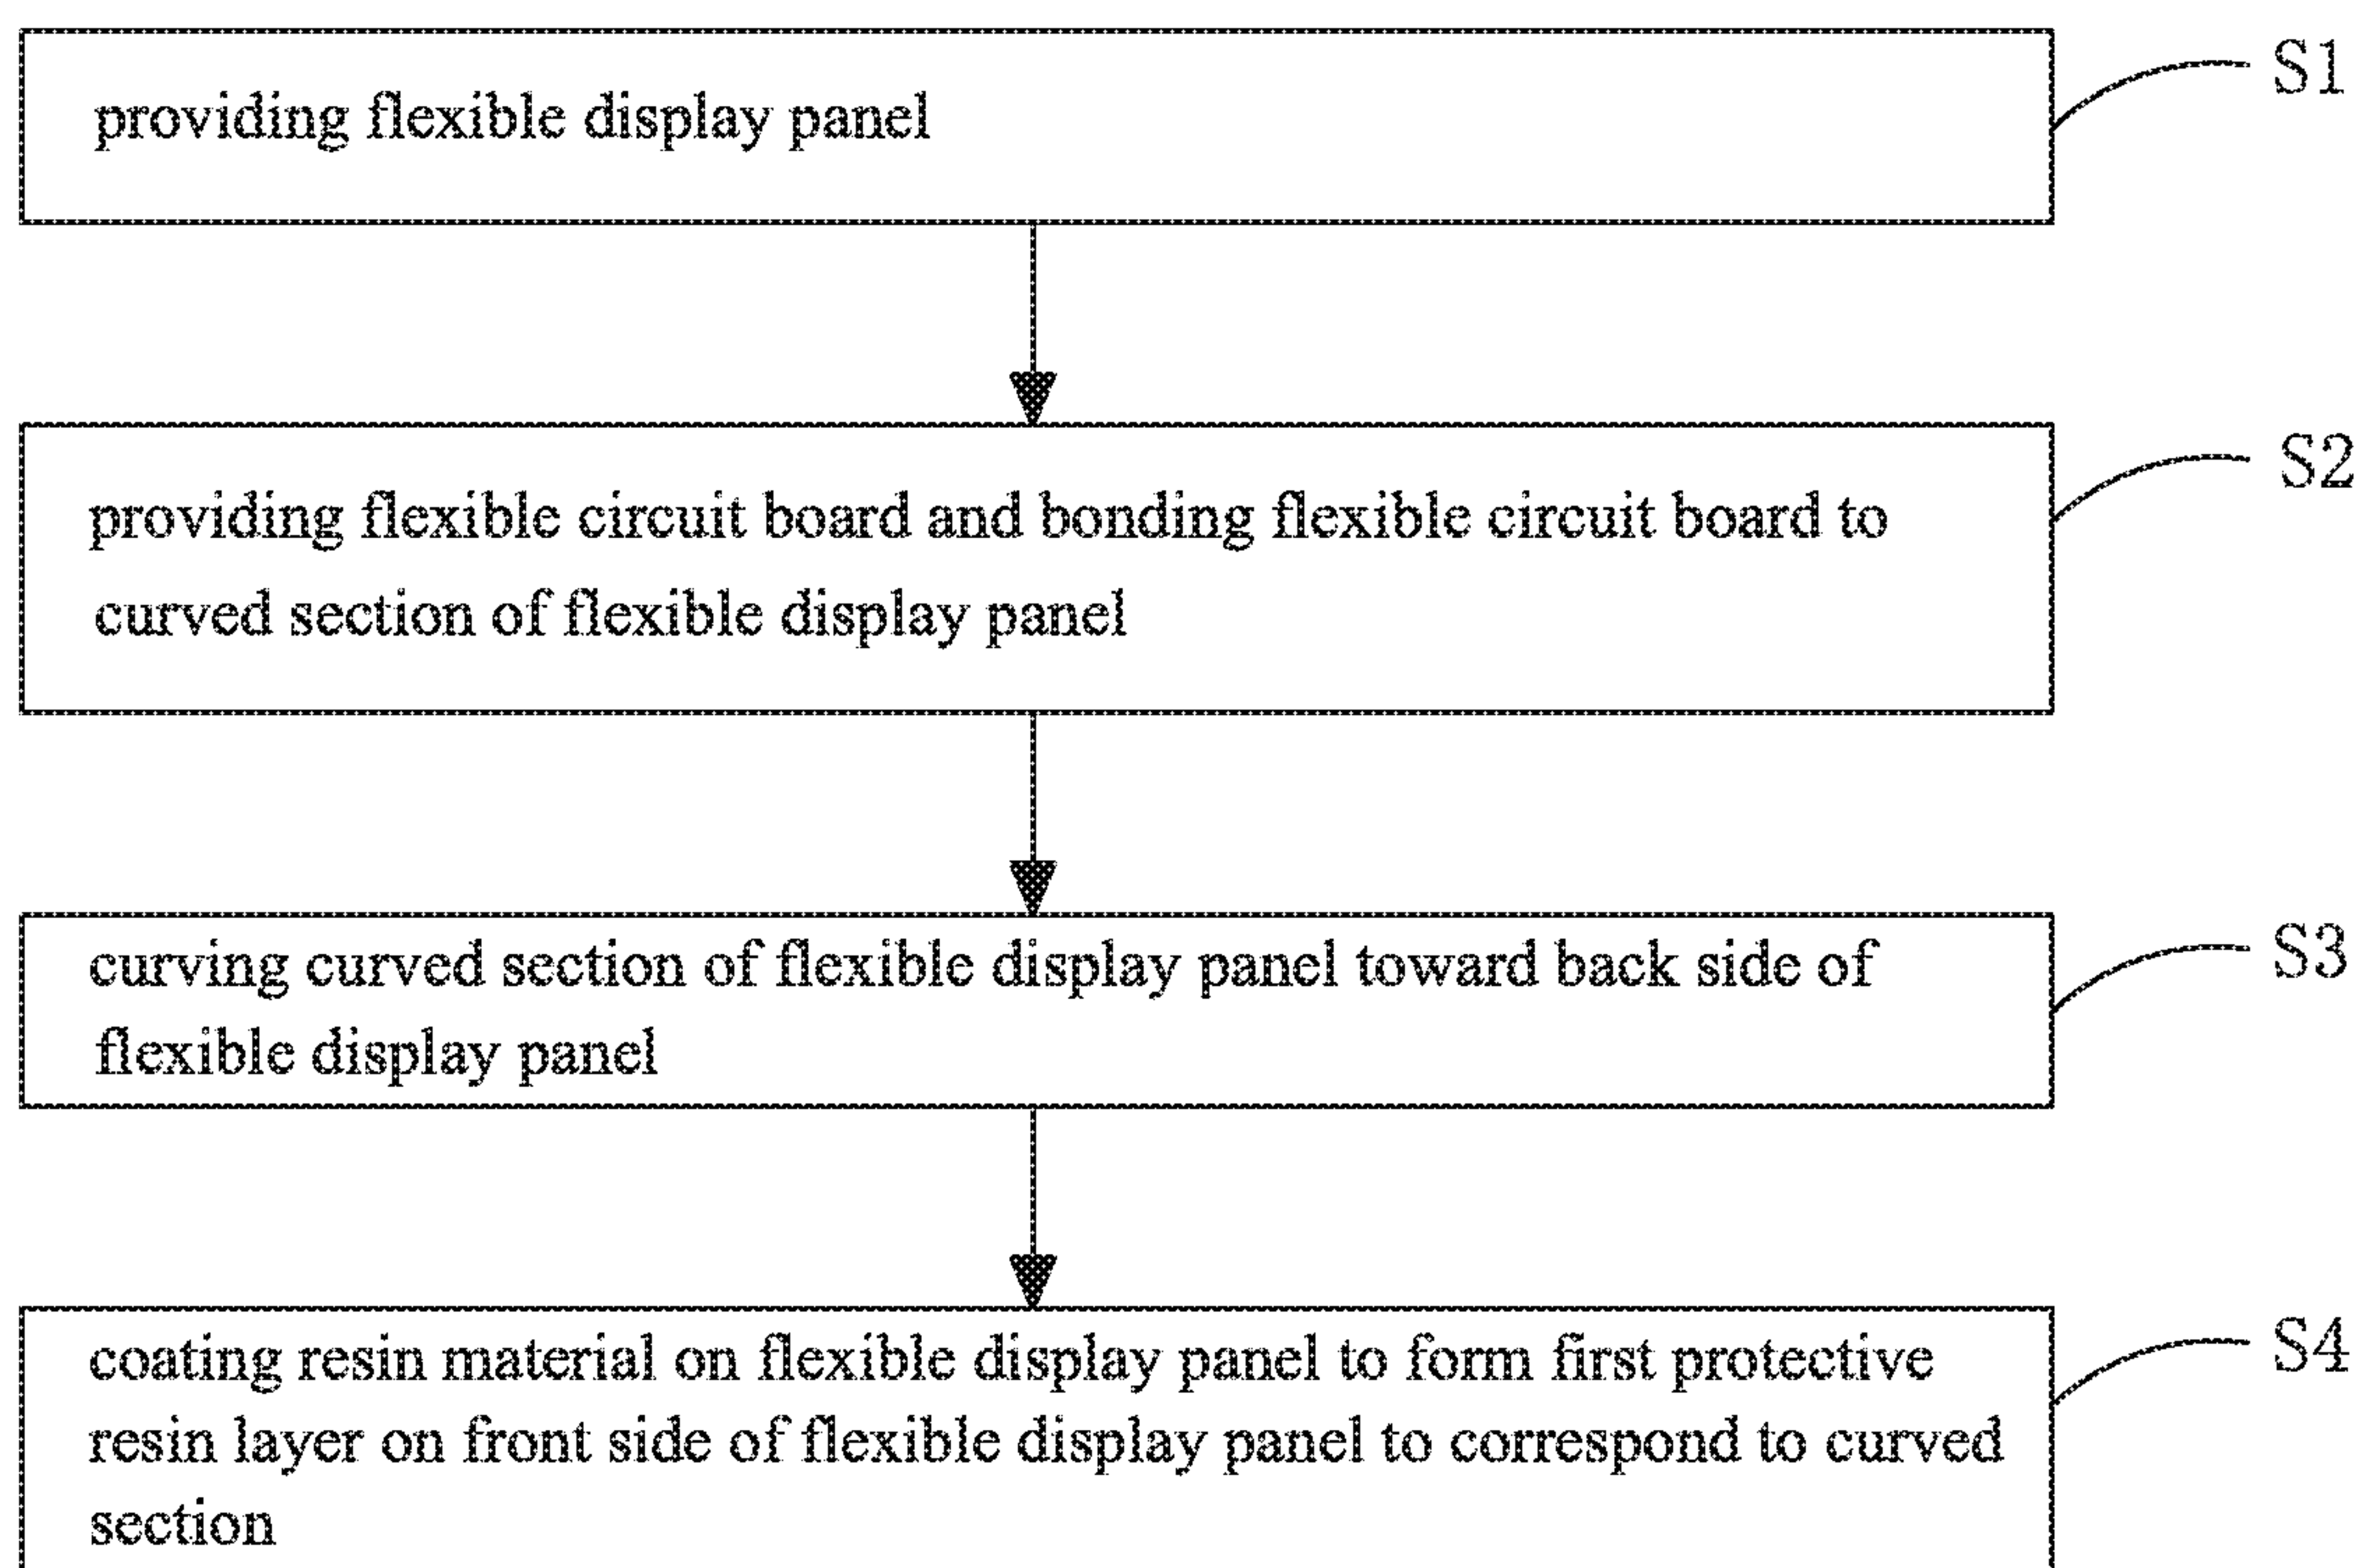 providing flexible display panel
S1
providing flexible circuit board and bonding flexible circuit board to
curved section of flexible display panel
S2
curving curved section of flexible display panel toward back side of
flexible display panel
S3
coating resin material on flexible display panel to form first protective
resin layer on front side of flexible display panel to correspond to curved
section
S4